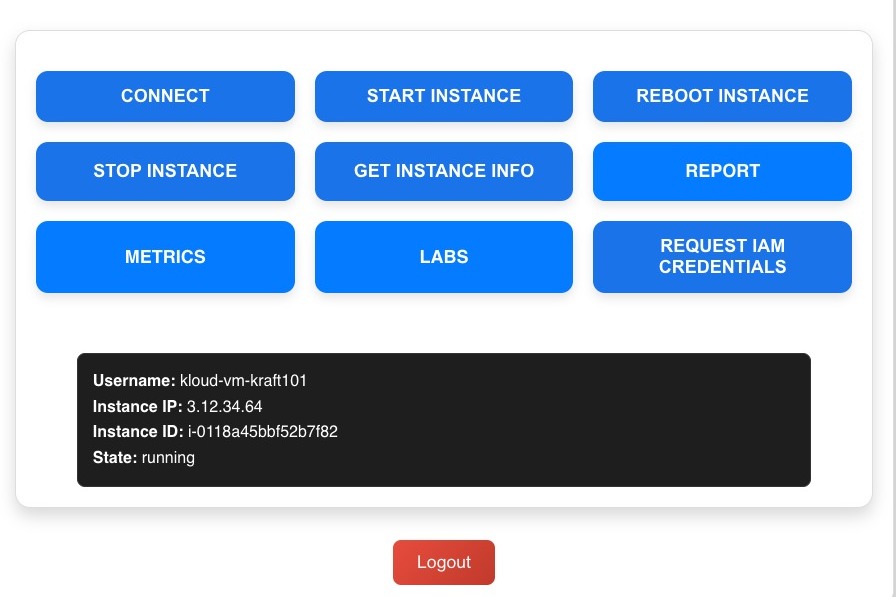 CONNECT
START INSTANCE
REBOOT INSTANCE
STOP INSTANCE
GET INSTANCE INFO
REPORT
METRICS
LABS
REQUEST IAM
CREDENTIALS
Username: kloud-vm-kraft101
Instance IP: 3.12.34.64
Instance ID: i-0118a45bbf52b7f82
State: running
Logout